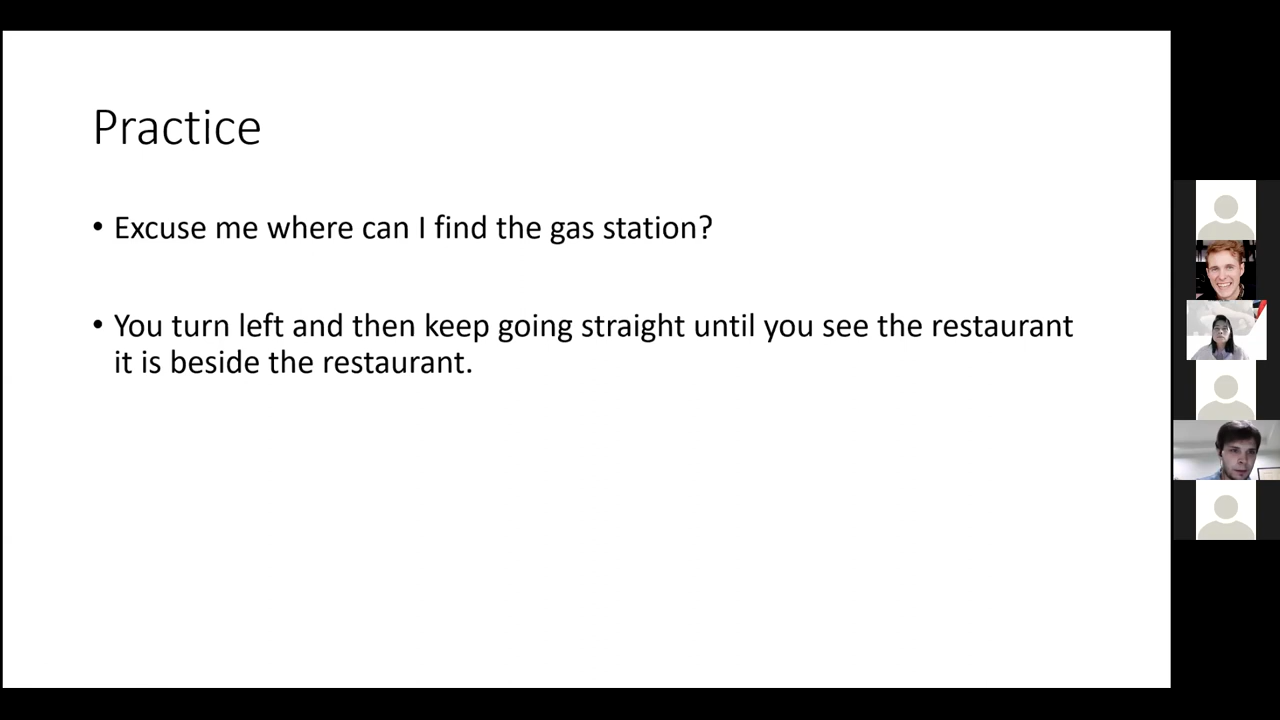 Practice
• Excuse me where can I find the gas station?
• You turn left and then keep going straight until you see the restaurant
it is beside the restaurant.